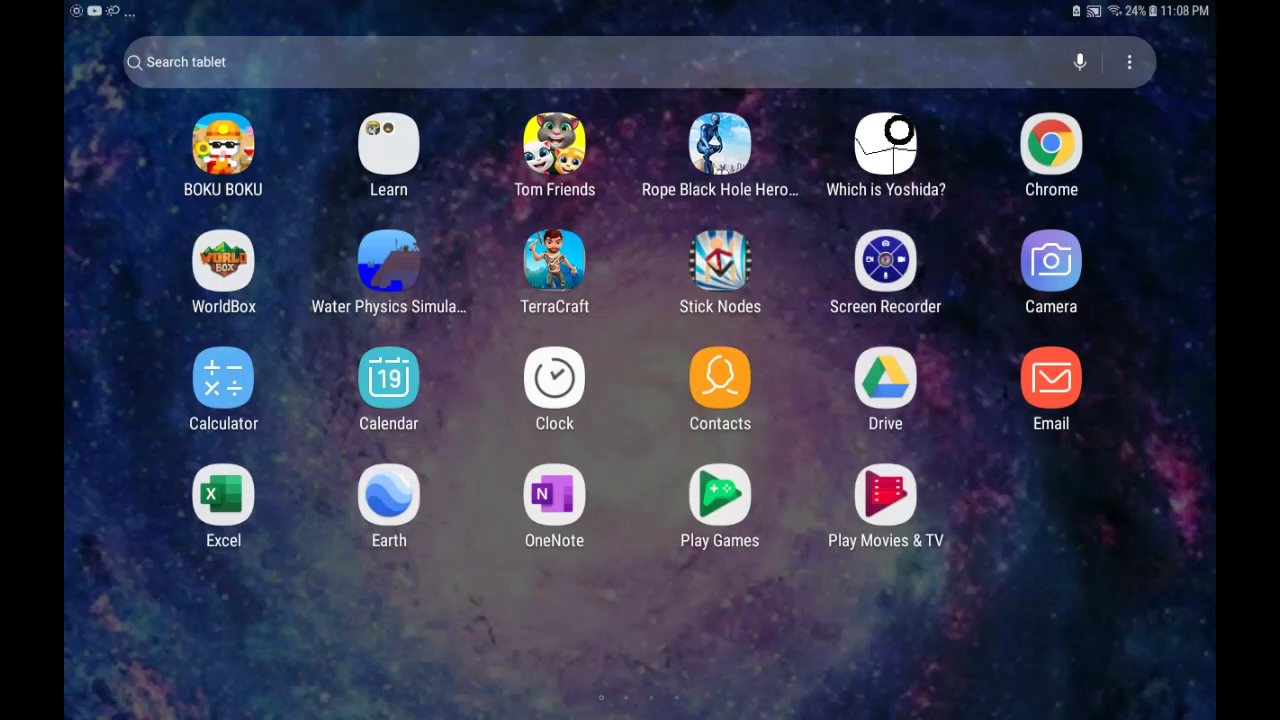 ... 24% 11:08 PM
Search tablet
BOKU BOKU
Learn
Tom Friends
Rope Black Hole Hero...
Which is Yoshida?
Chrome
WORLD
BOX
WorldBox
Water Physics Simula...
TerraCraft
Stick Nodes
Screen Recorder
Camera
19
Calculator
Calendar
Clock
Contacts
Drive
Email
X
N
Excel
Earth
OneNote
Play Games
Play Movies & TV